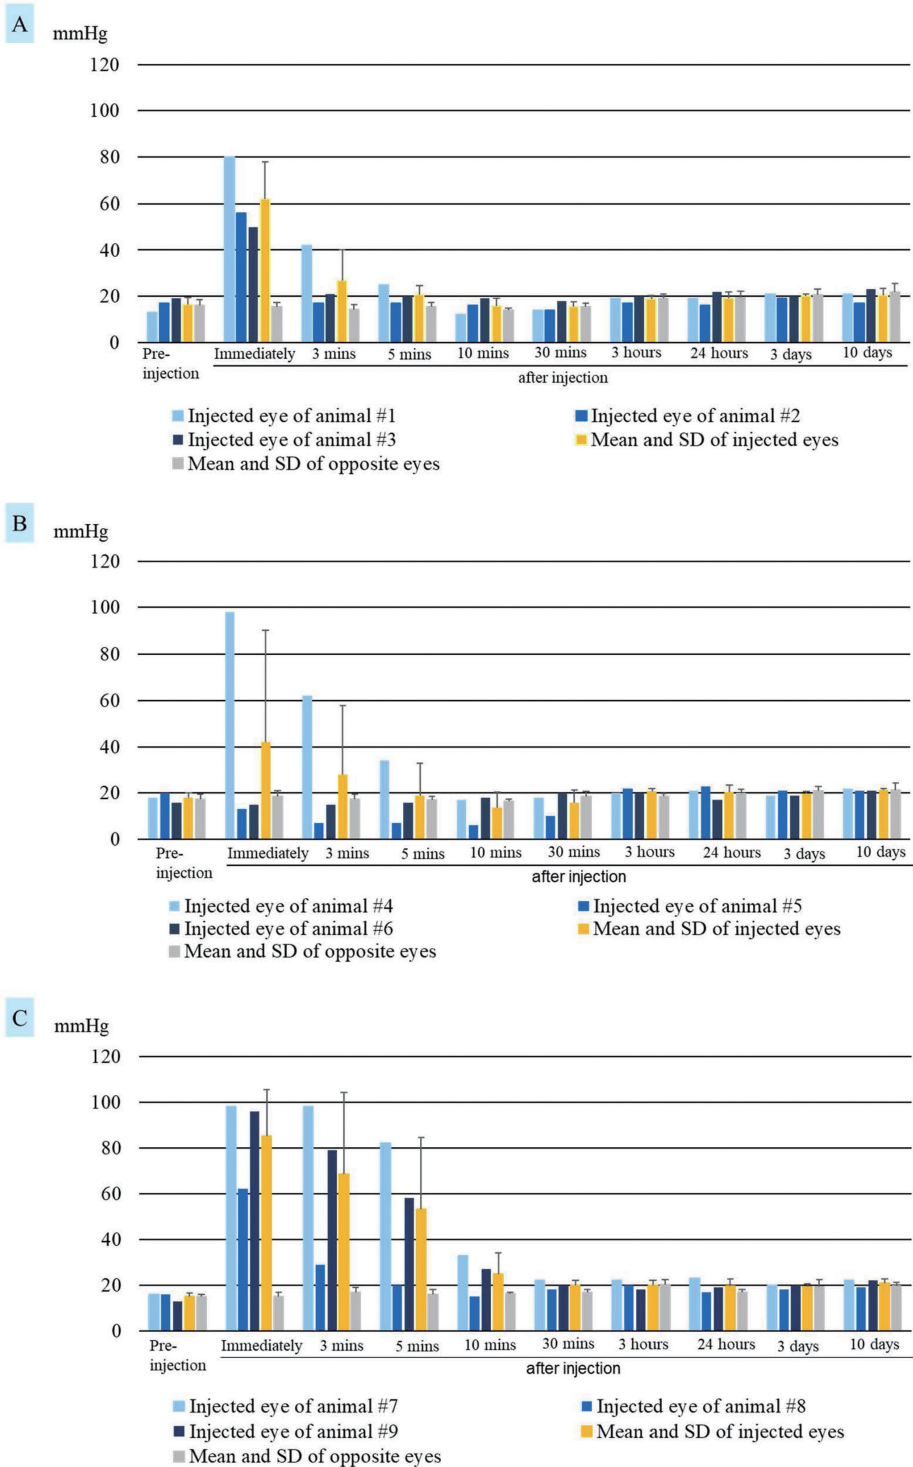 A
mmHg
120
100
80
60
40
20
0
Pre-
injection
Immediately 3 mins 5 mins 10 mins 30 mins 3 hours 24 hours 3 days 10 days
after injection
Injected eye of animal #1 Injected eye of animal #2
Injected eye of animal #3 Mean and SD of injected eyes
Mean and SD of opposite eyes
B
mmHg
120
100
80
60
40
20
0
Pre-
injection
Immediately 3 mins 5 mins 10 mins 30 mins 3 hours 24 hours 3 days 10 days
after injection
Injected eye of animal #4 Injected eye of animal #5
Injected eye of animal #6 Mean and SD of injected eyes
Mean and SD of opposite eyes
C
mmHg
120
100
80
60
40
20
0
Pre-
injection
Immediately 3 mins 5 mins 10 mins 30 mins 3 hours 24 hours 3 days 10 days
after injection
Injected eye of animal #7 Injected eye of animal #8
Injected eye of animal #9 Mean and SD of injected eyes
Mean and SD of opposite eyes